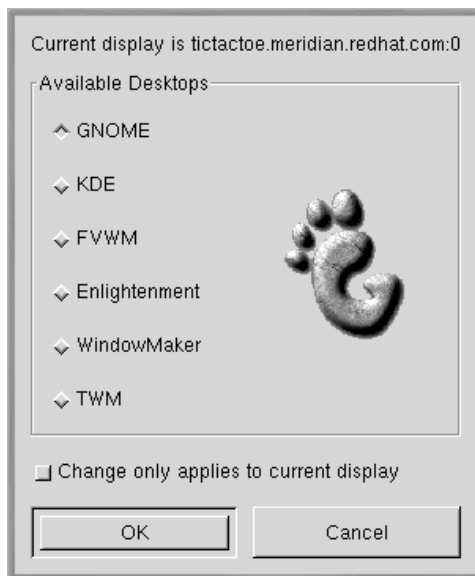 Current display is tictactoe.meridian.redhat.com:0
Available Desktops
GNOME
KDE
FVWM
Enlightenment
WindowMaker
TWM
Change only applies to current display
OK
Cancel